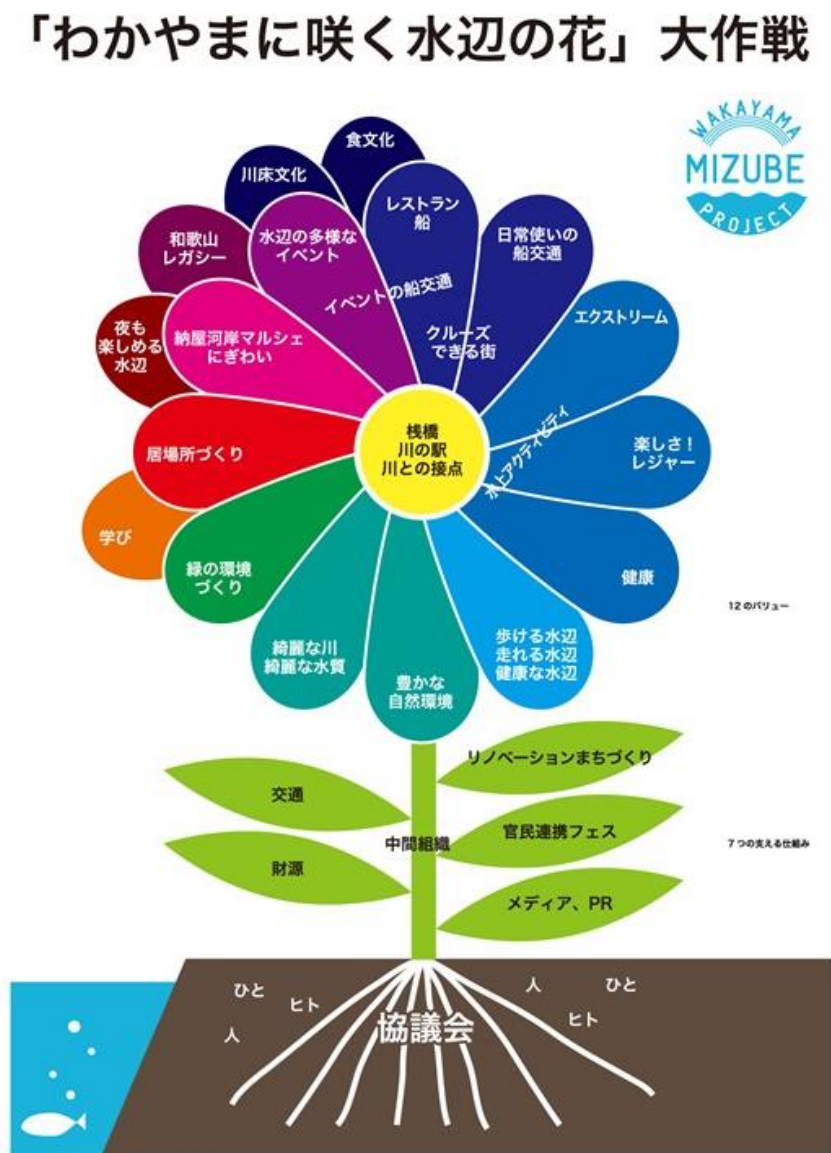 「わかやまに咲く水辺の花」大作戦
WAKAYAMA
MIZUBE
PROJECT
食文化
川床文化
レストラン
船
日常使いの
船交通
和歌山
レガシー
水辺の多様な
イベント
イベントの船交通
クルーズ
できる街
エクストリーム
夜も
楽しめる
水辺
納屋河岸マルシェ
にぎわい
桟橋
川の駅
川との接点
水上アクティビティ
楽しさ!
レジャー
居場所づくり
学び
緑の環境
づくり
健康
12のバリュー
綺麗な川
綺麗な水質
豊かな
自然環境
歩ける水辺
走れる水辺
健康な水辺
リノベーションまちづくり
交通
官民連携フェス
中間組織
7つの支える仕組み
財源
メディア、PR
ひと
ヒト
人
人
ひと
ヒト
協議会